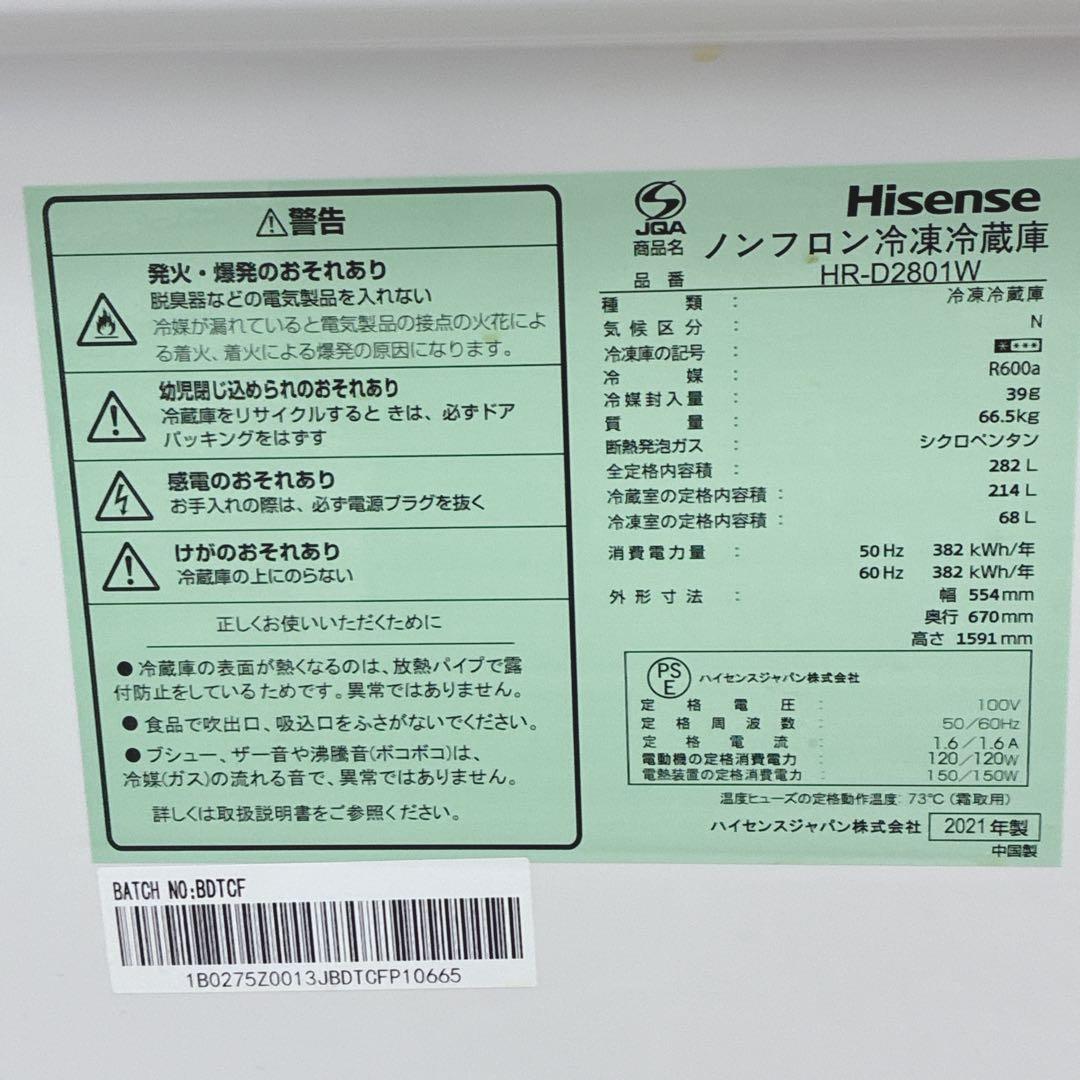 警告
発火・爆発のおそれあり
脱臭器などの電気製品を入れない
冷媒が漏れていると電気製品の接点の火花によ
る着火、着火による爆発の原因になります。
幼児閉じ込められのおそれあり
冷蔵庫をリサイクルするとき は、必ずドア
パッキングをはずす
感電のおそれあり
お手入れの際は、必ず電源プラグを抜く
けがのおそれあり
冷蔵庫の上にのらない
正しくお使いいただくために
●冷蔵庫の表面が熱くなるのは、放熱パイプで露
付防止をしているためです。異常ではありません。
●食品で吹出口、吸込口をふさがないでください。
●ブシュー、ザー音や沸騰音(ボコボコ)は、
冷媒(ガス)の流れる音で、異常ではありません。
詳しくは取扱説明書をご参照ください。
JQA
Hisense
商品名 ノンフロン冷凍冷蔵庫
品番 HR-D2801W
種類 : 冷凍冷蔵庫
気候区分 : N
冷凍庫の記号 : * ***
冷媒 : R600a
冷媒封入量 : 39g
質量 : 66.5kg
断熱発泡ガス : シクロペンタン
全定格内容積 : 282 L
冷蔵室の定格内容積 : 214 L
冷凍室の定格内容積 : 68 L
消費電力量 : 50Hz 382 kWh/年
60Hz 382 kWh/年
外形寸法 : 幅 554mm
奥行 670mm
高さ 1591mm
PS
E
ハイセンスジャパン株式会社
定格電圧 : 100V
定格周波数 : 50/60Hz
定格電流 : 1.6/1.6A
電動機の定格消費電力 : 120/120W
電熱装置の定格消費電力 : 150/150W
温度ヒューズの定格動作温度: 73℃ (霜取用)
ハイセンスジャパン株式会社 2021年製
中国製
BATCH NO:BDTCF
1B0275Z0013JBDTCFP10665